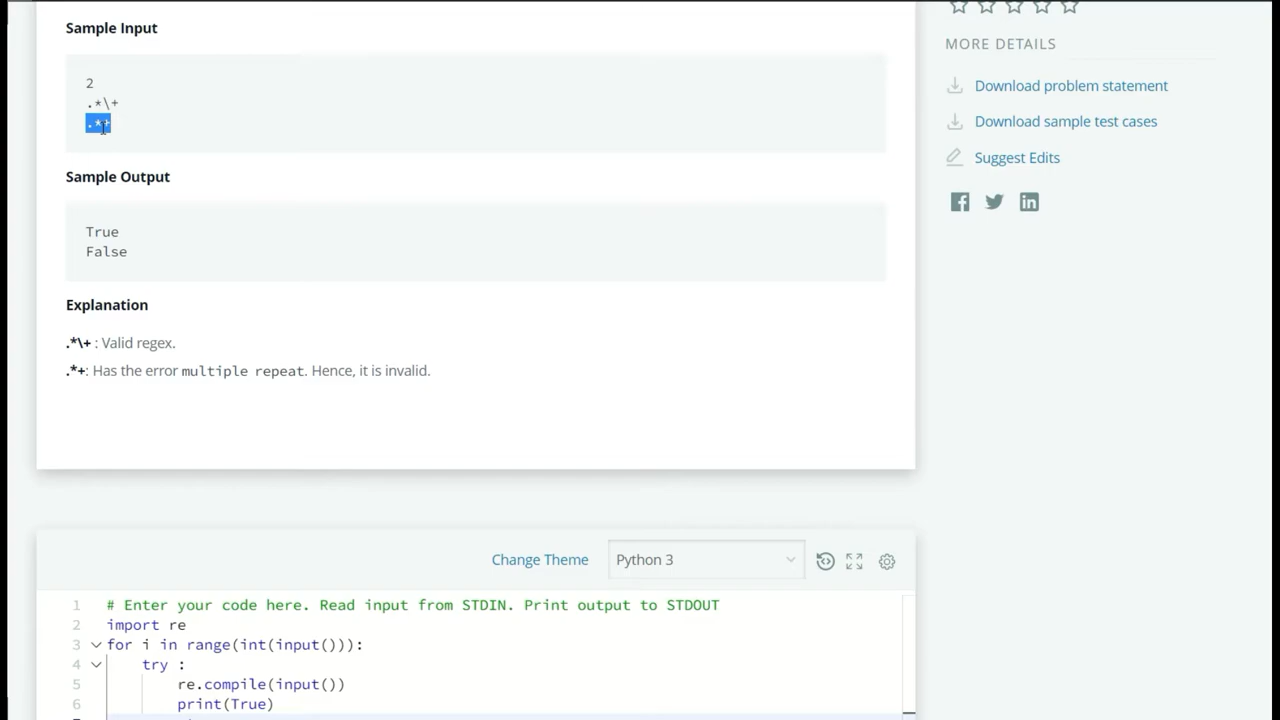 Sample Input
2
.*\+
.*+
Sample Output
True
False
Explanation
.*\+ : Valid regex.
.*+: Has the error multiple repeat. Hence, it is invalid.
MORE DETAILS
Download problem statement
Download sample test cases
Suggest Edits
Change Theme
Python 3
1 # Enter your code here. Read input from STDIN. Print output to STDOUT
2 import re
3 for i in range(int(input())):
4 try :
5 re.compile(input())
6 print(True)